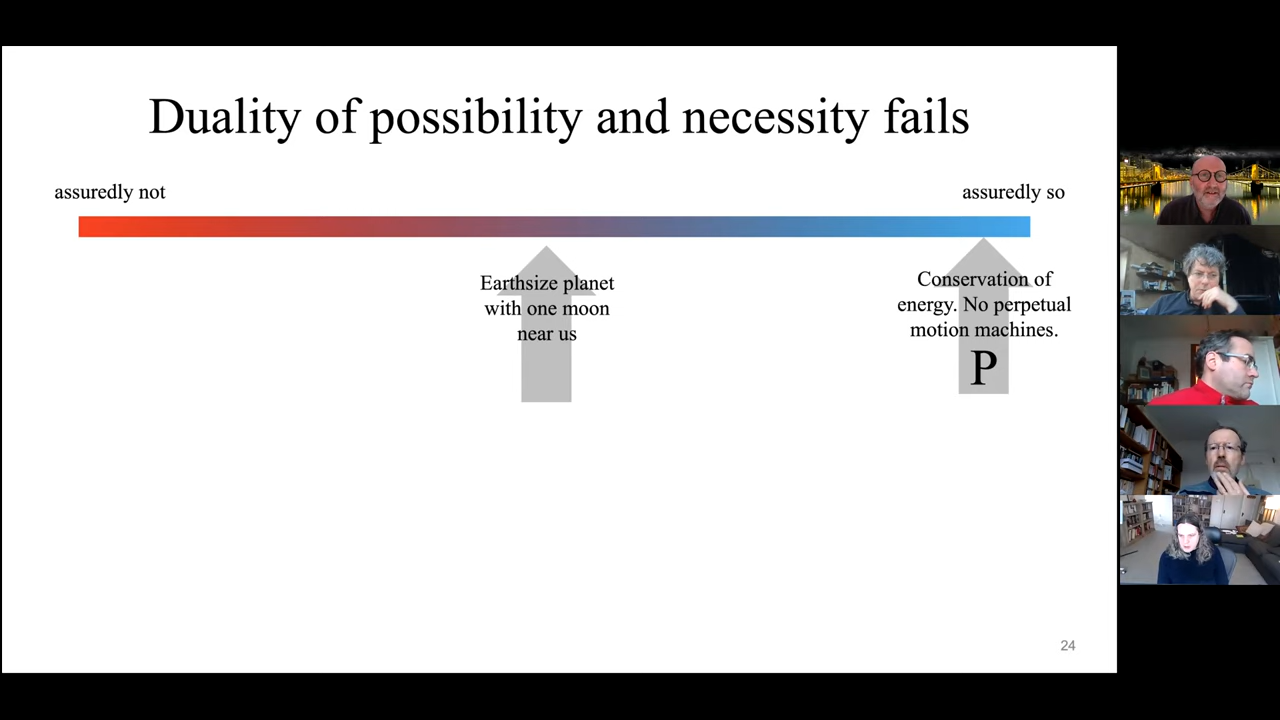 Duality of possibility and necessity fails
assuredly not
assuredly so
Earthsize planet
with one moon
near us
Conservation of
energy. No perpetual
motion machines.
P
24